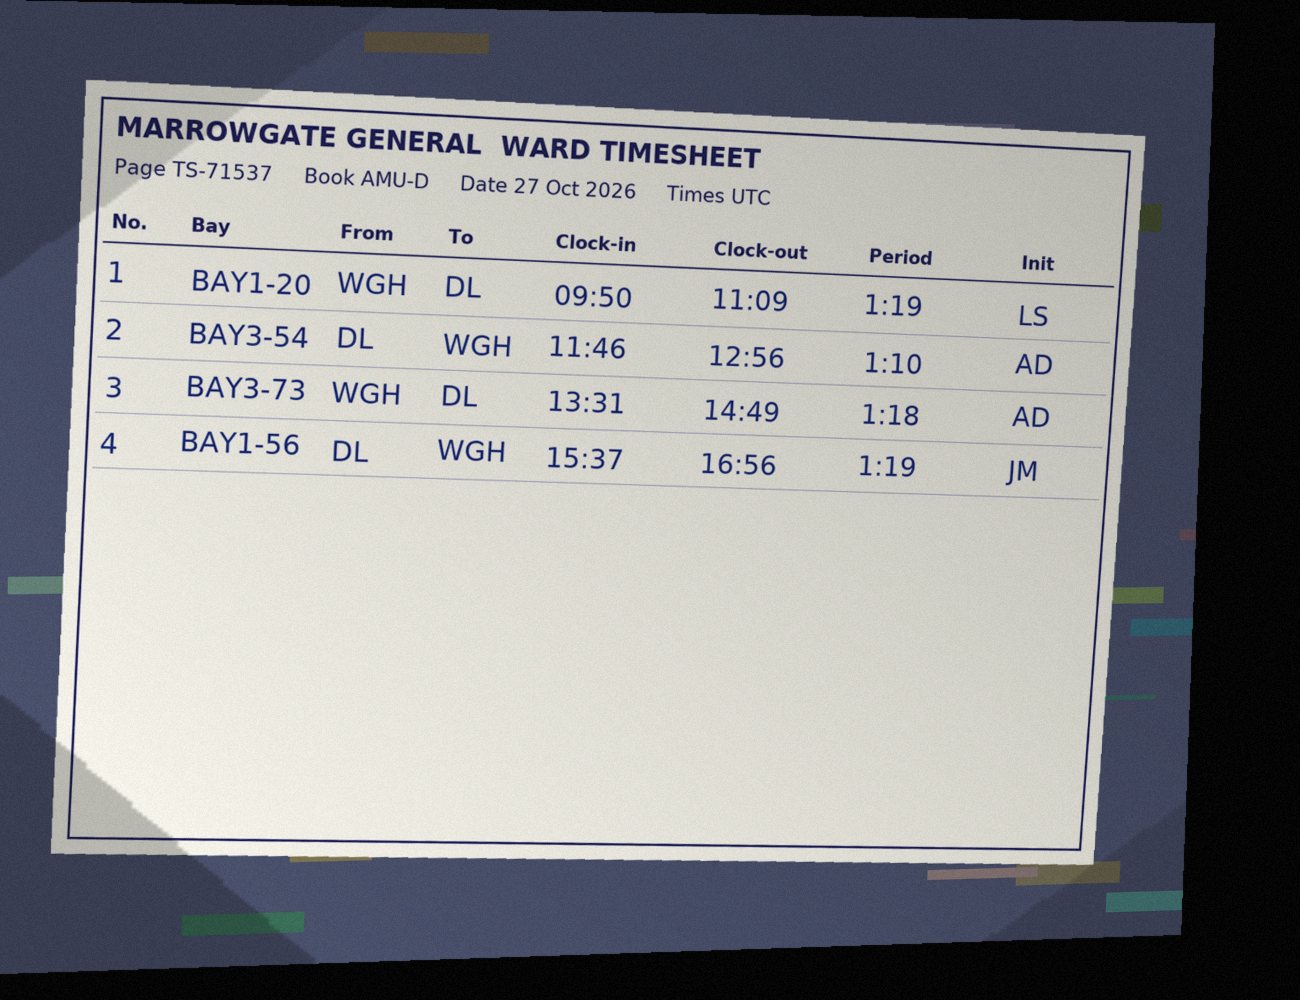 MARROWGATE GENERAL WARD TIMESHEET
Page TS-71537 Book AMU-D Date 27 Oct 2026 Times UTC
No. Bay From To Clock-in Clock-out Period Init
1 BAY1-20 WGH DL 09:50 11:09 1:19 LS
2 BAY3-54 DL WGH 11:46 12:56 1:10 AD
3 BAY3-73 WGH DL 13:31 14:49 1:18 AD
4 BAY1-56 DL WGH 15:37 16:56 1:19 JM